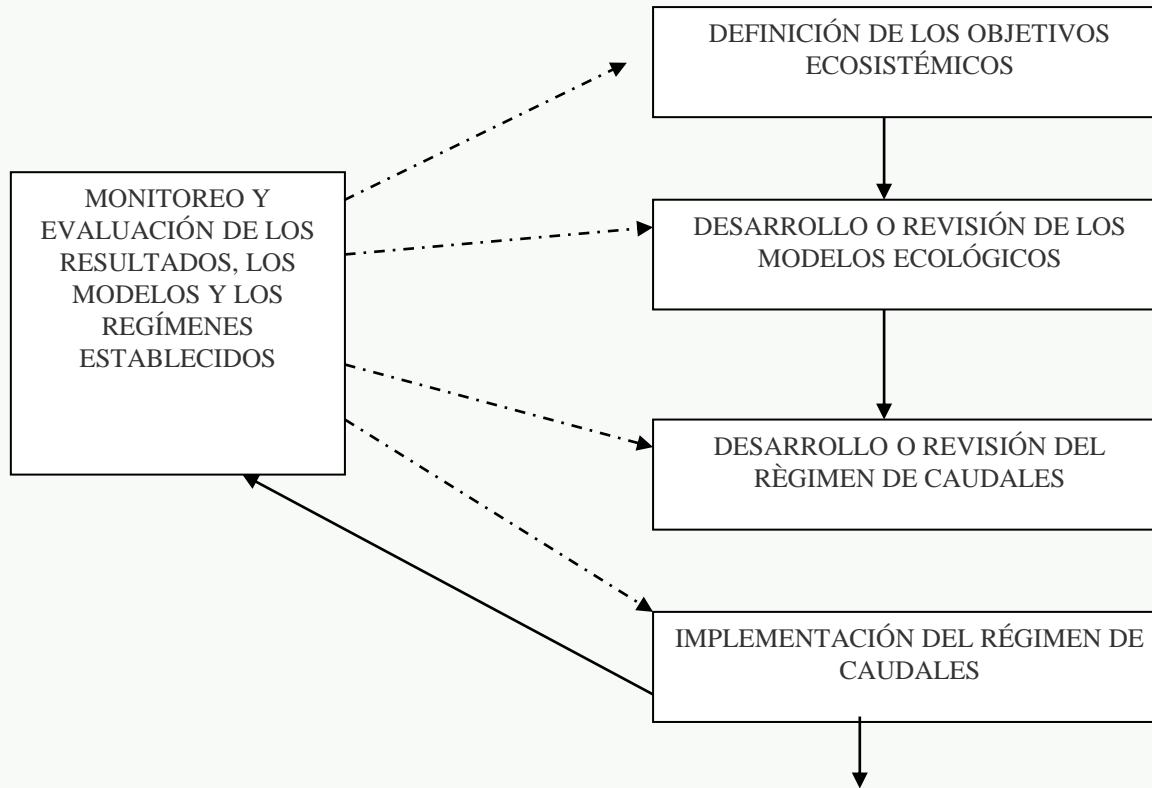 DEFINICIÓN DE LOS OBJETIVOS
ECOSISTÉMICOS
MONITOREO Y
EVALUACIÓN DE LOS
RESULTADOS, LOS
MODELOS Y LOS
REGÍMENES
ESTABLECIDOS
DESARROLLO O REVISIÓN DE LOS
MODELOS ECOLÓGICOS
DESARROLLO O REVISIÓN DEL
RÈGIMEN DE CAUDALES
IMPLEMENTACIÓN DEL RÉGIMEN DE
CAUDALES